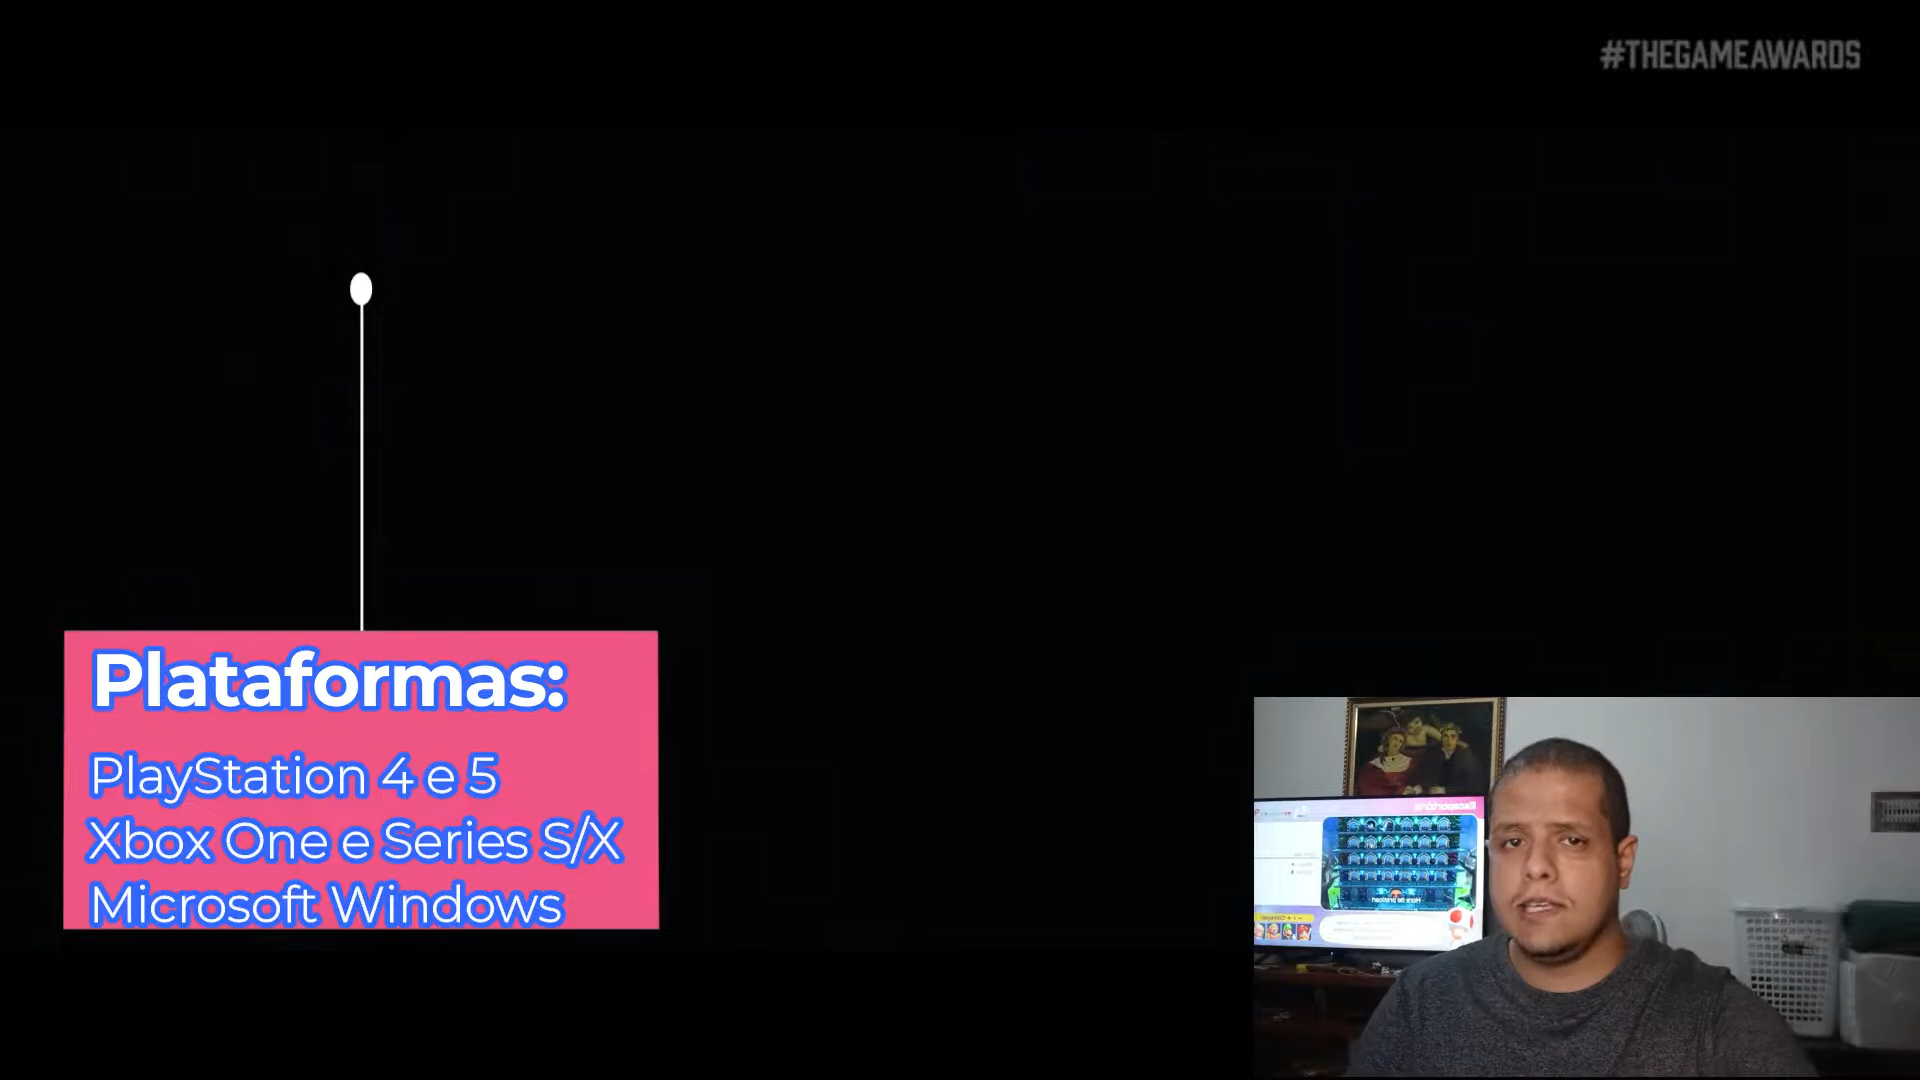 #THEGAMEAWARDS
Plataformas:
PlayStation 4 e 5
Xbox One e Series S/X
Microsoft Windows